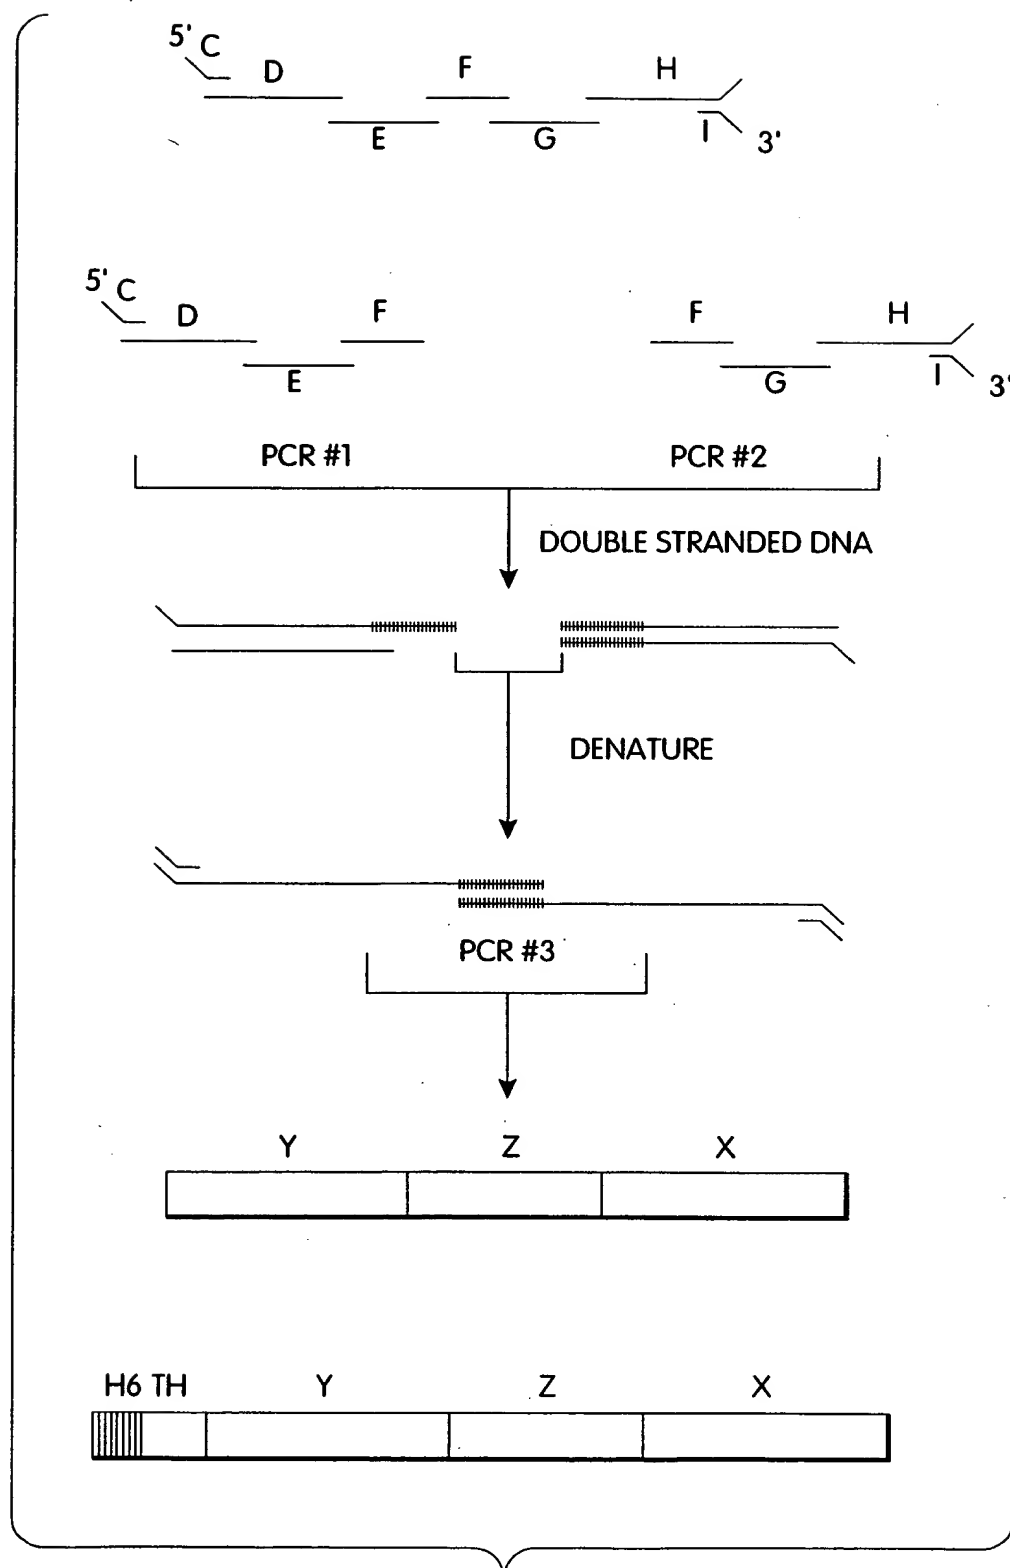 5' C D F H
E G I 3'
5' C D F F H
E G I 3'
PCR #1 PCR #2
DOUBLE STRANDED DNA
DENATURE
PCR #3
Y Z X
H6 TH Y Z X